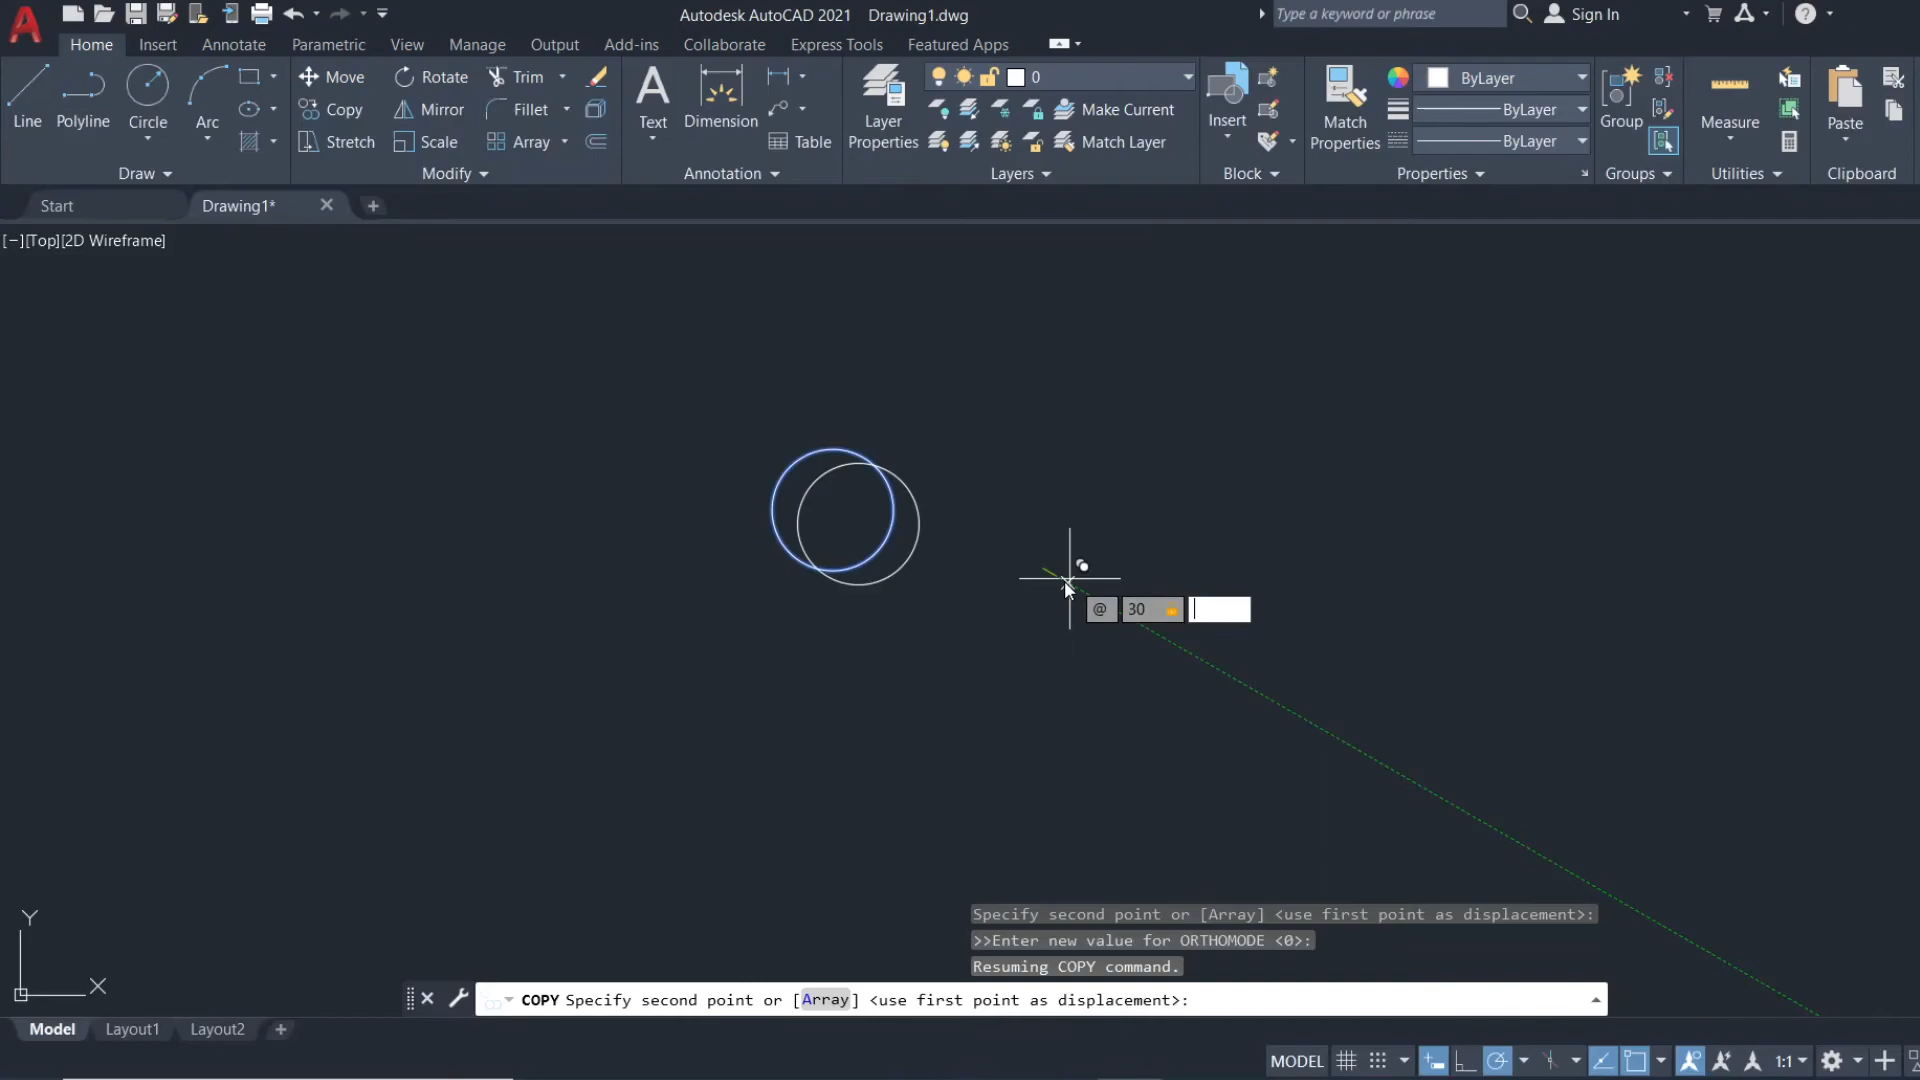 Autodesk AutoCAD 2021 Drawing1.dwg
Type a keyword or phrase
Sign In
Home Insert Annotate Parametric View Manage Output Add-ins Collaborate Express Tools Featured Apps
Line Polyline Circle Arc
Move Rotate Trim
Copy Mirror Fillet
Stretch Scale Array
Text Dimension Table
Layer Properties
0
Make Current
Match Layer
Insert
Match Properties
ByLayer
ByLayer
ByLayer
Group
Measure
Paste
Draw Modify Annotation Layers Block Properties Groups Utilities Clipboard
Start Drawing1*
[−][Top][2D Wireframe]
@ 30
Y
X
Specify second point or [Array] <use first point as displacement>:
>>Enter new value for ORTHOMODE <0>:
Resuming COPY command.
COPY Specify second point or [Array] <use first point as displacement>:
Model Layout1 Layout2
MODEL 1:1